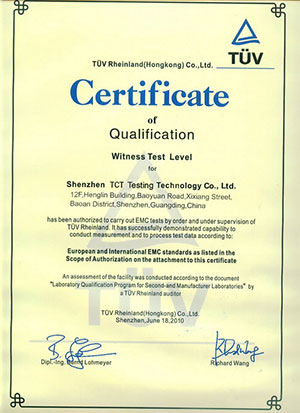 TÜV Rheinland(Hongkong) Co.,Ltd.
TÜV
Certificate
of
Qualification
Witness Test Level
for
Shenzhen TCT Testing Technology Co., Ltd.
12F,Henglin Building,Baoyuan Road,Xixiang Street,
Baoan District,Shenzhen,Guangding,China
has been authorized to carry out EMC tests by order and under supervision of
TÜV Rheinland. It has successfully demonstrated capability to
conduct measurement and to process test data according to:
European and International EMC standards as listed in the
Scope of Authorization on the attachment to this certificate
An assessment of the facility was conducted according to the document
"Laboratory Qualification Program for Second-and Manufacturer Laboratories" by
a TÜV Rheinland auditor
TÜV Rheinland(Hongkong) Co.,Ltd.
Shenzhen,June 18,2010
Dipl.-Ing. Bernd Lohmeyer
Richard Wang
TÜV